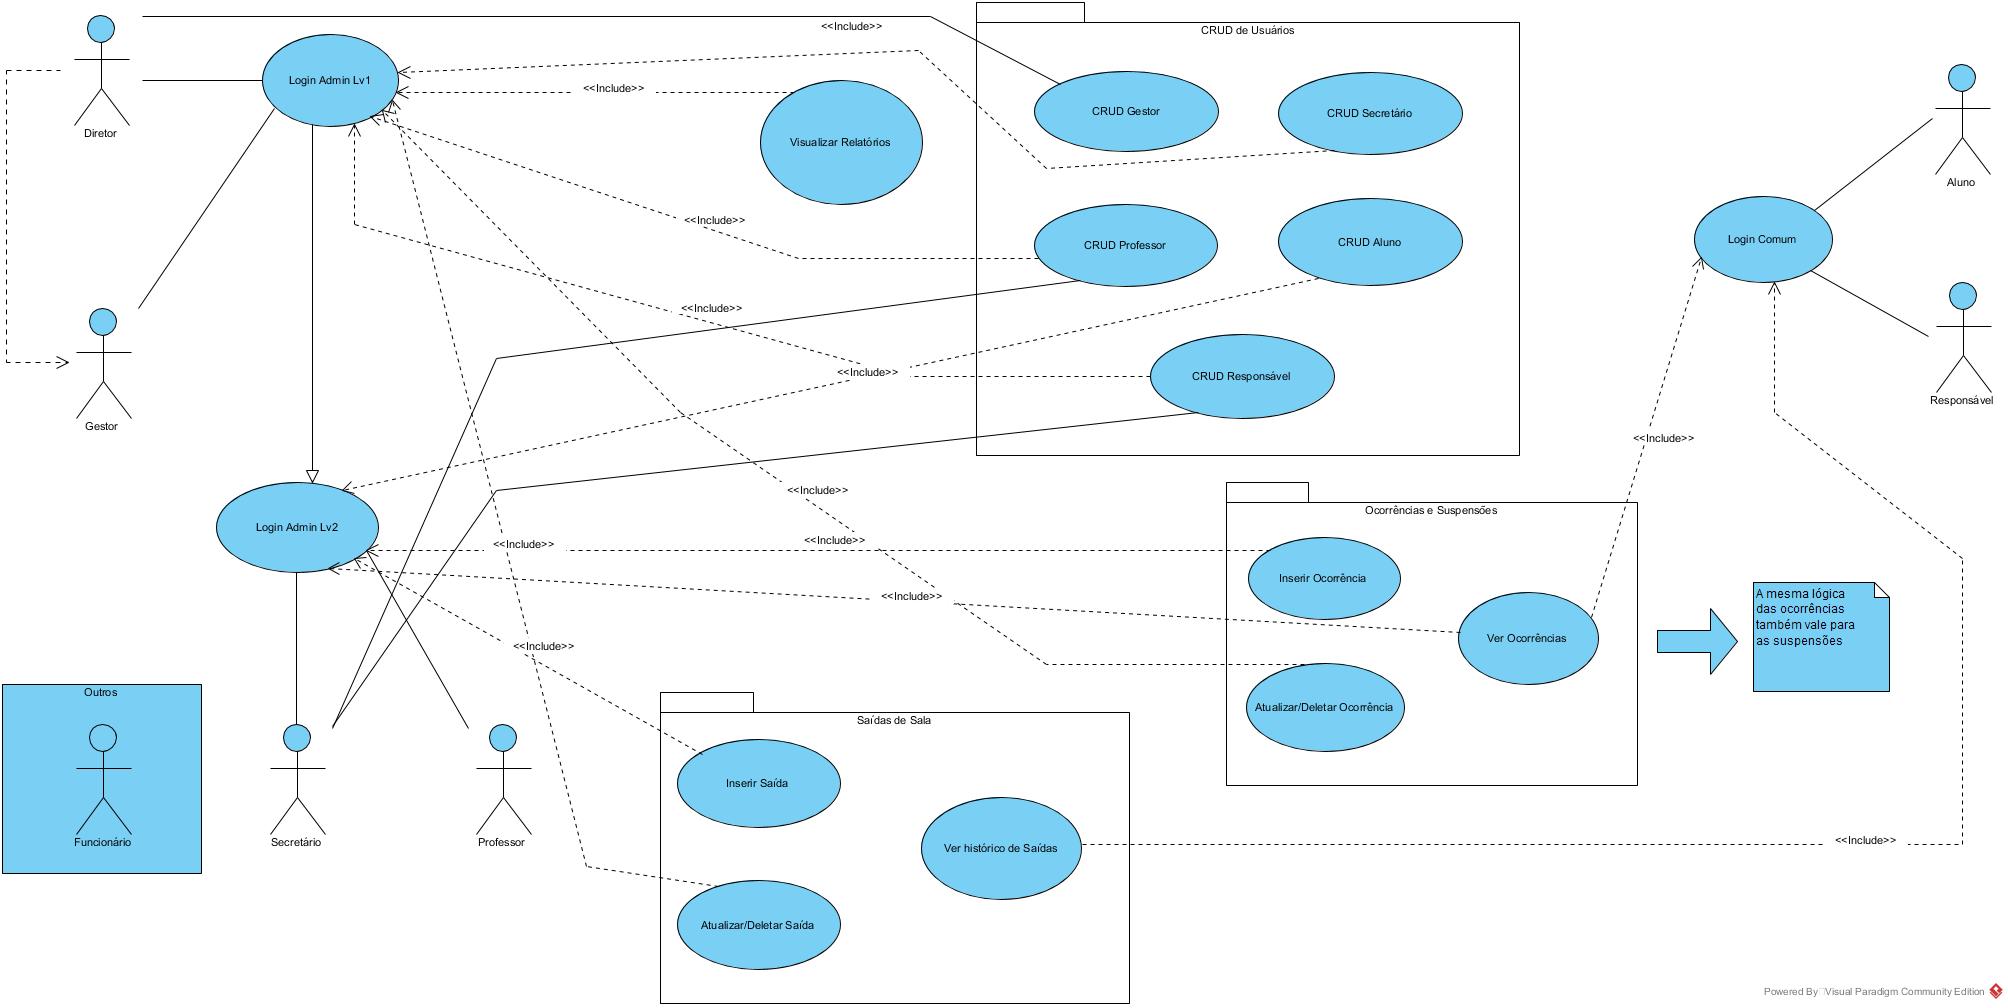 <<Include>>
CRUD de Usuários
Login Admin Lv1
<<Include>>
Diretor
CRUD Gestor
CRUD Secretário
Visualizar Relatórios
Aluno
<<Include>>
CRUD Professor
CRUD Aluno
Login Comum
<<Include>>
<<Include>>
CRUD Responsável
Responsável
Gestor
<<Include>>
<<Include>>
Ocorrências e Suspensões
Login Admin Lv2
<<Include>>
<<Include>>
Inserir Ocorrência
<<Include>>
Ver Ocorrências
A mesma lógica
das ocorrências
também vale para
as suspensões
<<Include>>
Outros
Atualizar/Deletar Ocorrência
Saídas de Sala
Inserir Saída
Funcionário
Secretário
Professor
Ver histórico de Saídas
<<Include>>
Atualizar/Deletar Saída
Powered By Visual Paradigm Community Edition